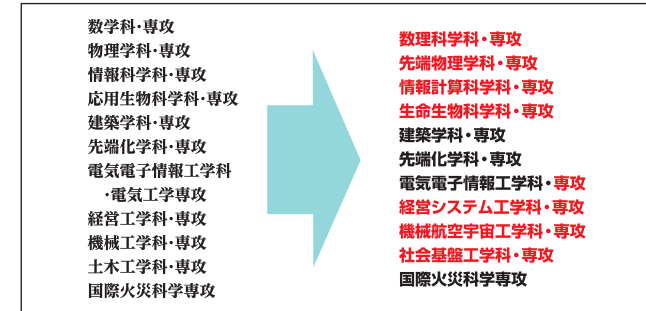 数学科・専攻
物理学科・専攻
情報科学科・専攻
応用生物科学科・専攻
建築学科・専攻
先端化学科・専攻
電気電子情報工学科
・電気工学専攻
経営工学科・専攻
機械工学科・専攻
土木工学科・専攻
国際火災科学専攻
数理科学科・専攻
先端物理学科・専攻
情報計算科学科・専攻
生命生物科学科・専攻
建築学科・専攻
先端化学科・専攻
電気電子情報工学科・専攻
経営システム工学科・専攻
機械航空宇宙工学科・専攻
社会基盤工学科・専攻
国際火災科学専攻